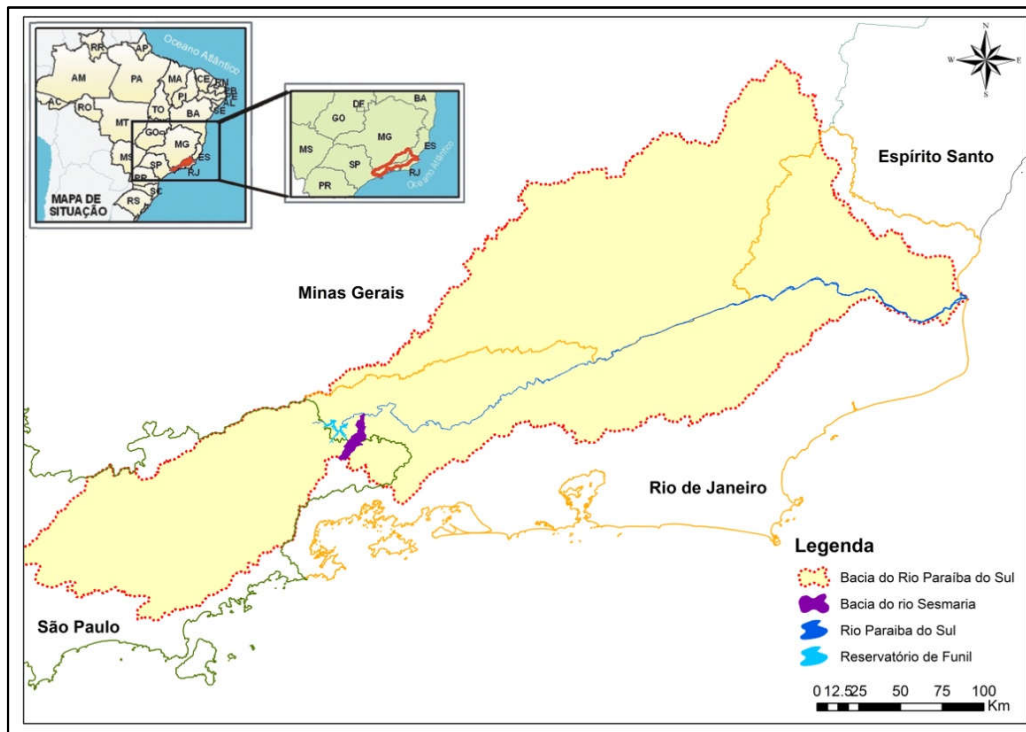 Oceano Atlântico
RR
AP
AM
PA
MA
CE
RN
PB
PE
AL
SE
PI
AC
RO
TO
BA
MT
GO
MG
MS
SP
ES
RJ
PR
SC
RS
MAPA DE
SITUAÇÃO
BA
DF
GO
MG
MS
ES
SP
RJ
PR
Oceano Atlântico
N
W
E
S
Espírito Santo
Minas Gerais
Rio de Janeiro
São Paulo
Legenda
Bacia do Rio Paraíba do Sul
Bacia do rio Sesmaria
Rio Paraiba do Sul
Reservatório de Funil
0 12.525 50 75 100
Km